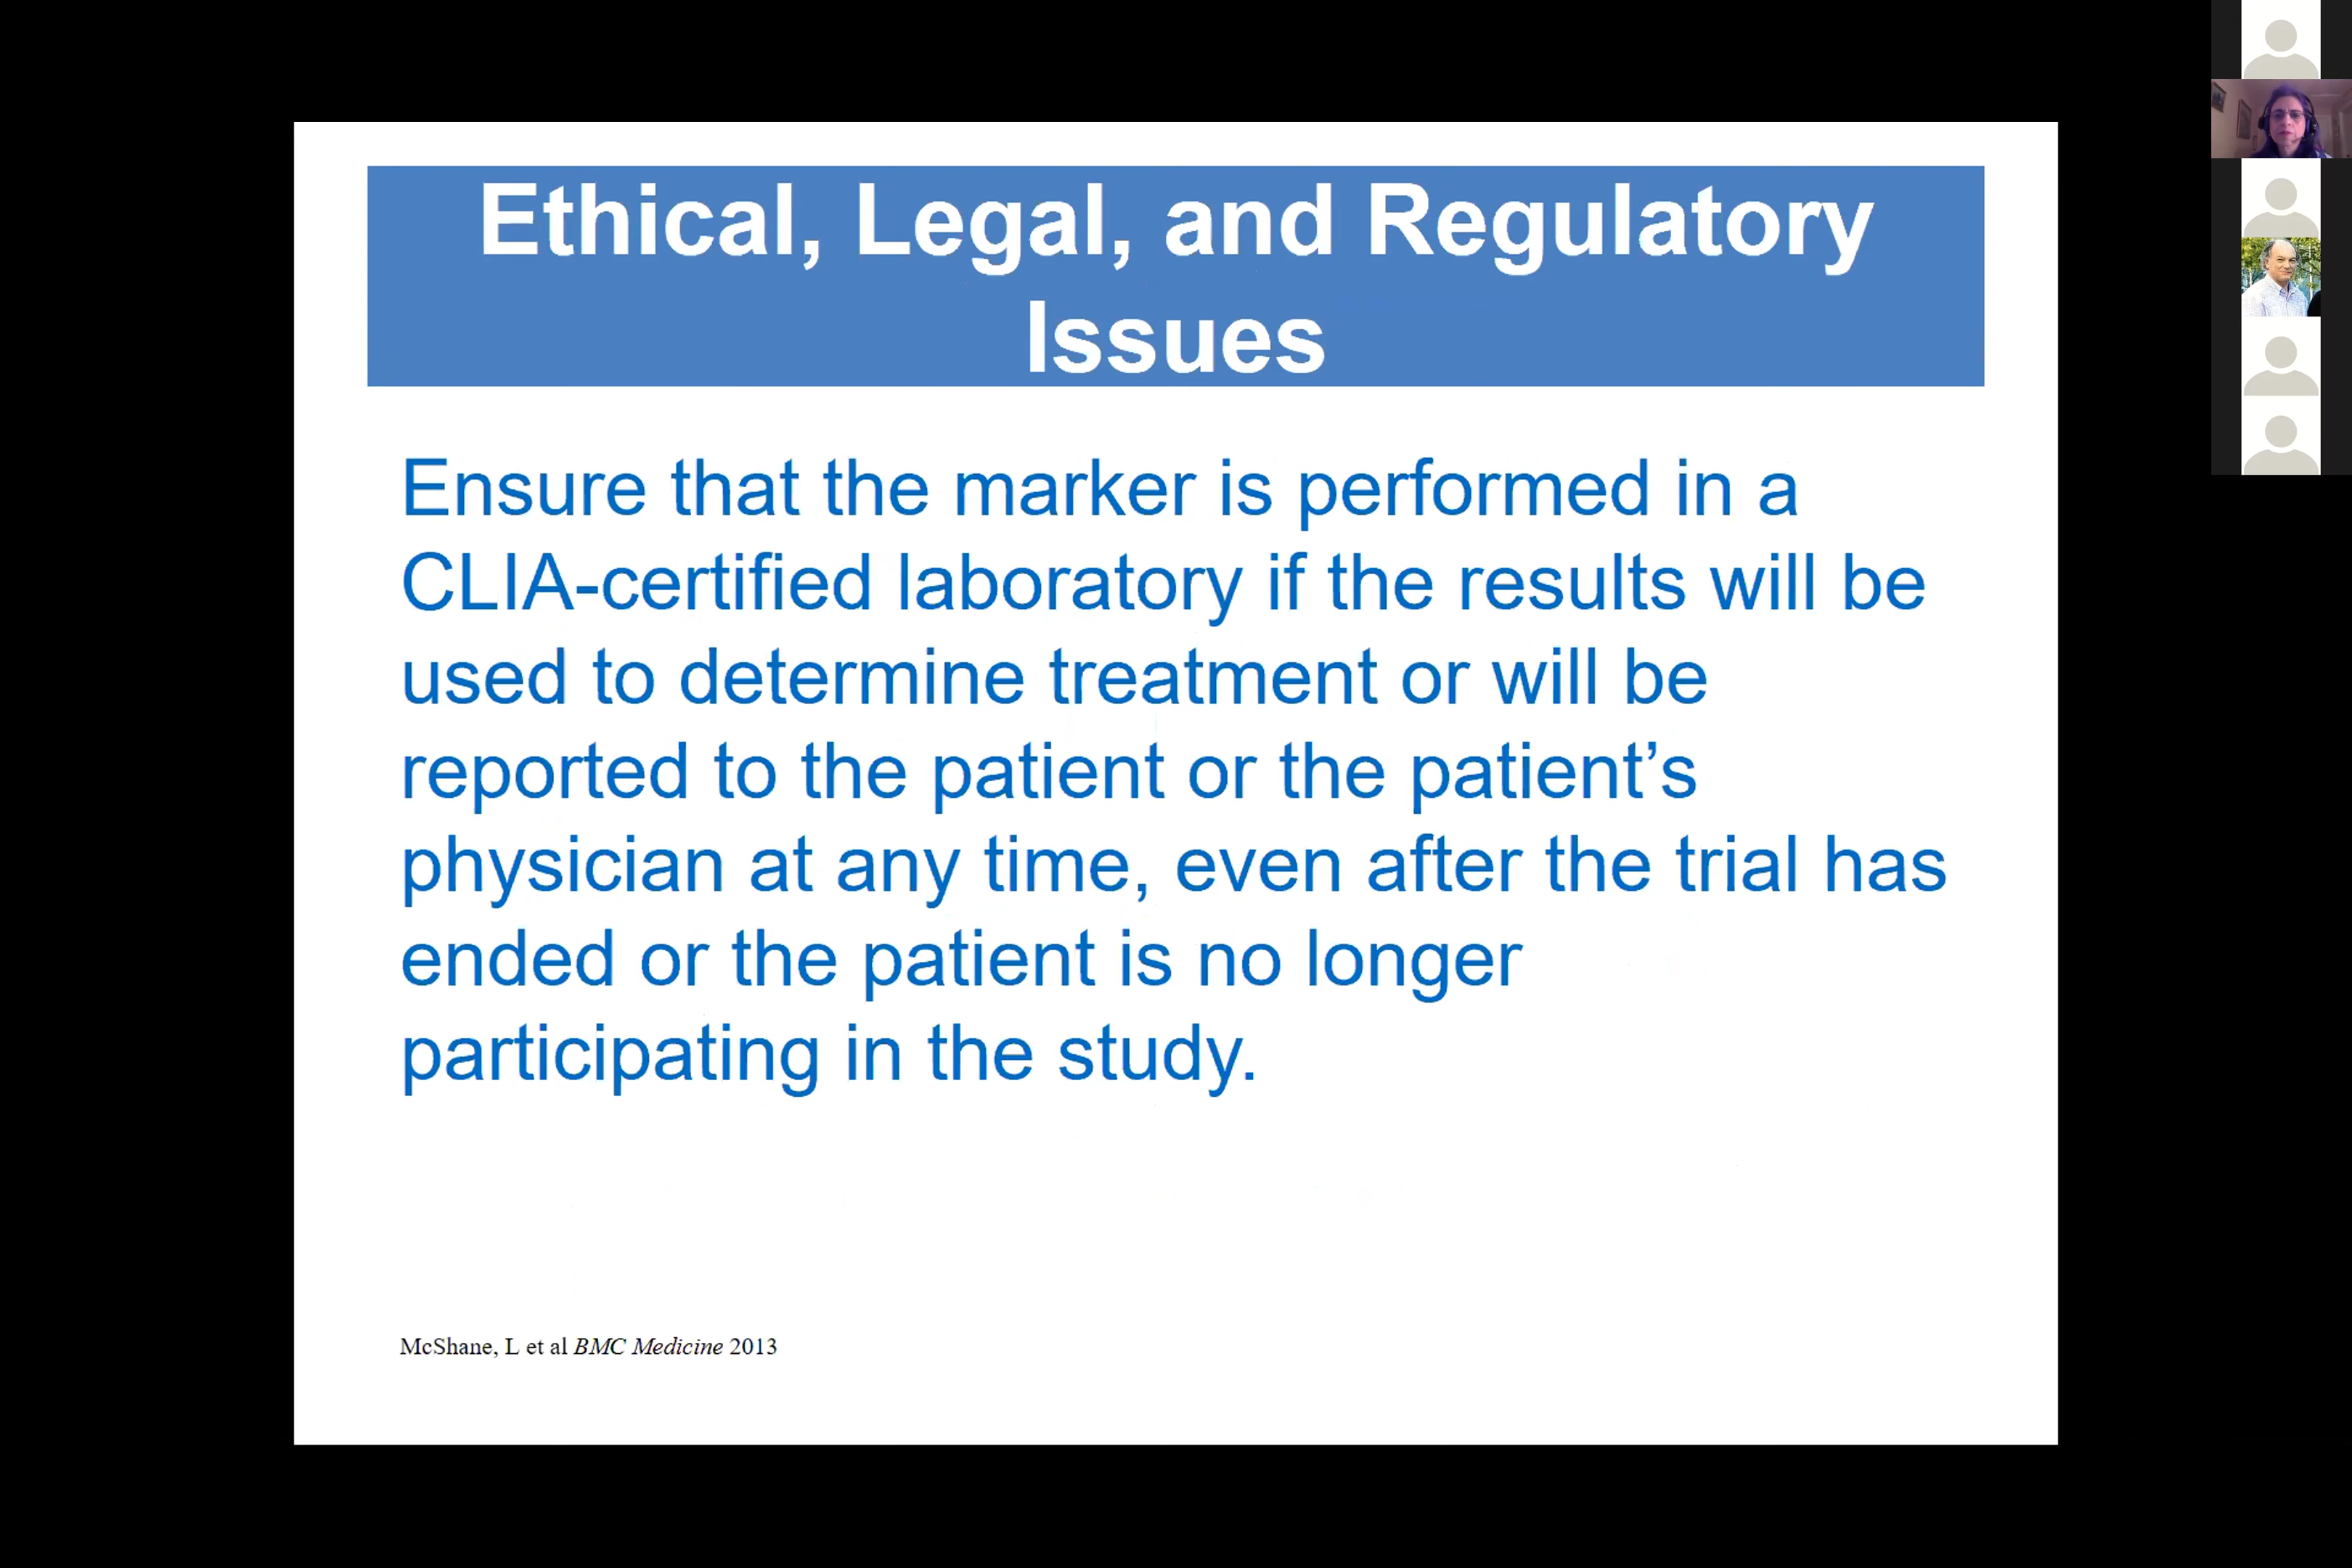 Ethical, Legal, and Regulatory
Issues
Ensure that the marker is performed in a
CLIA-certified laboratory if the results will be
used to determine treatment or will be
reported to the patient or the patient’s
physician at any time, even after the trial has
ended or the patient is no longer
participating in the study.
McShane, L et al BMC Medicine 2013